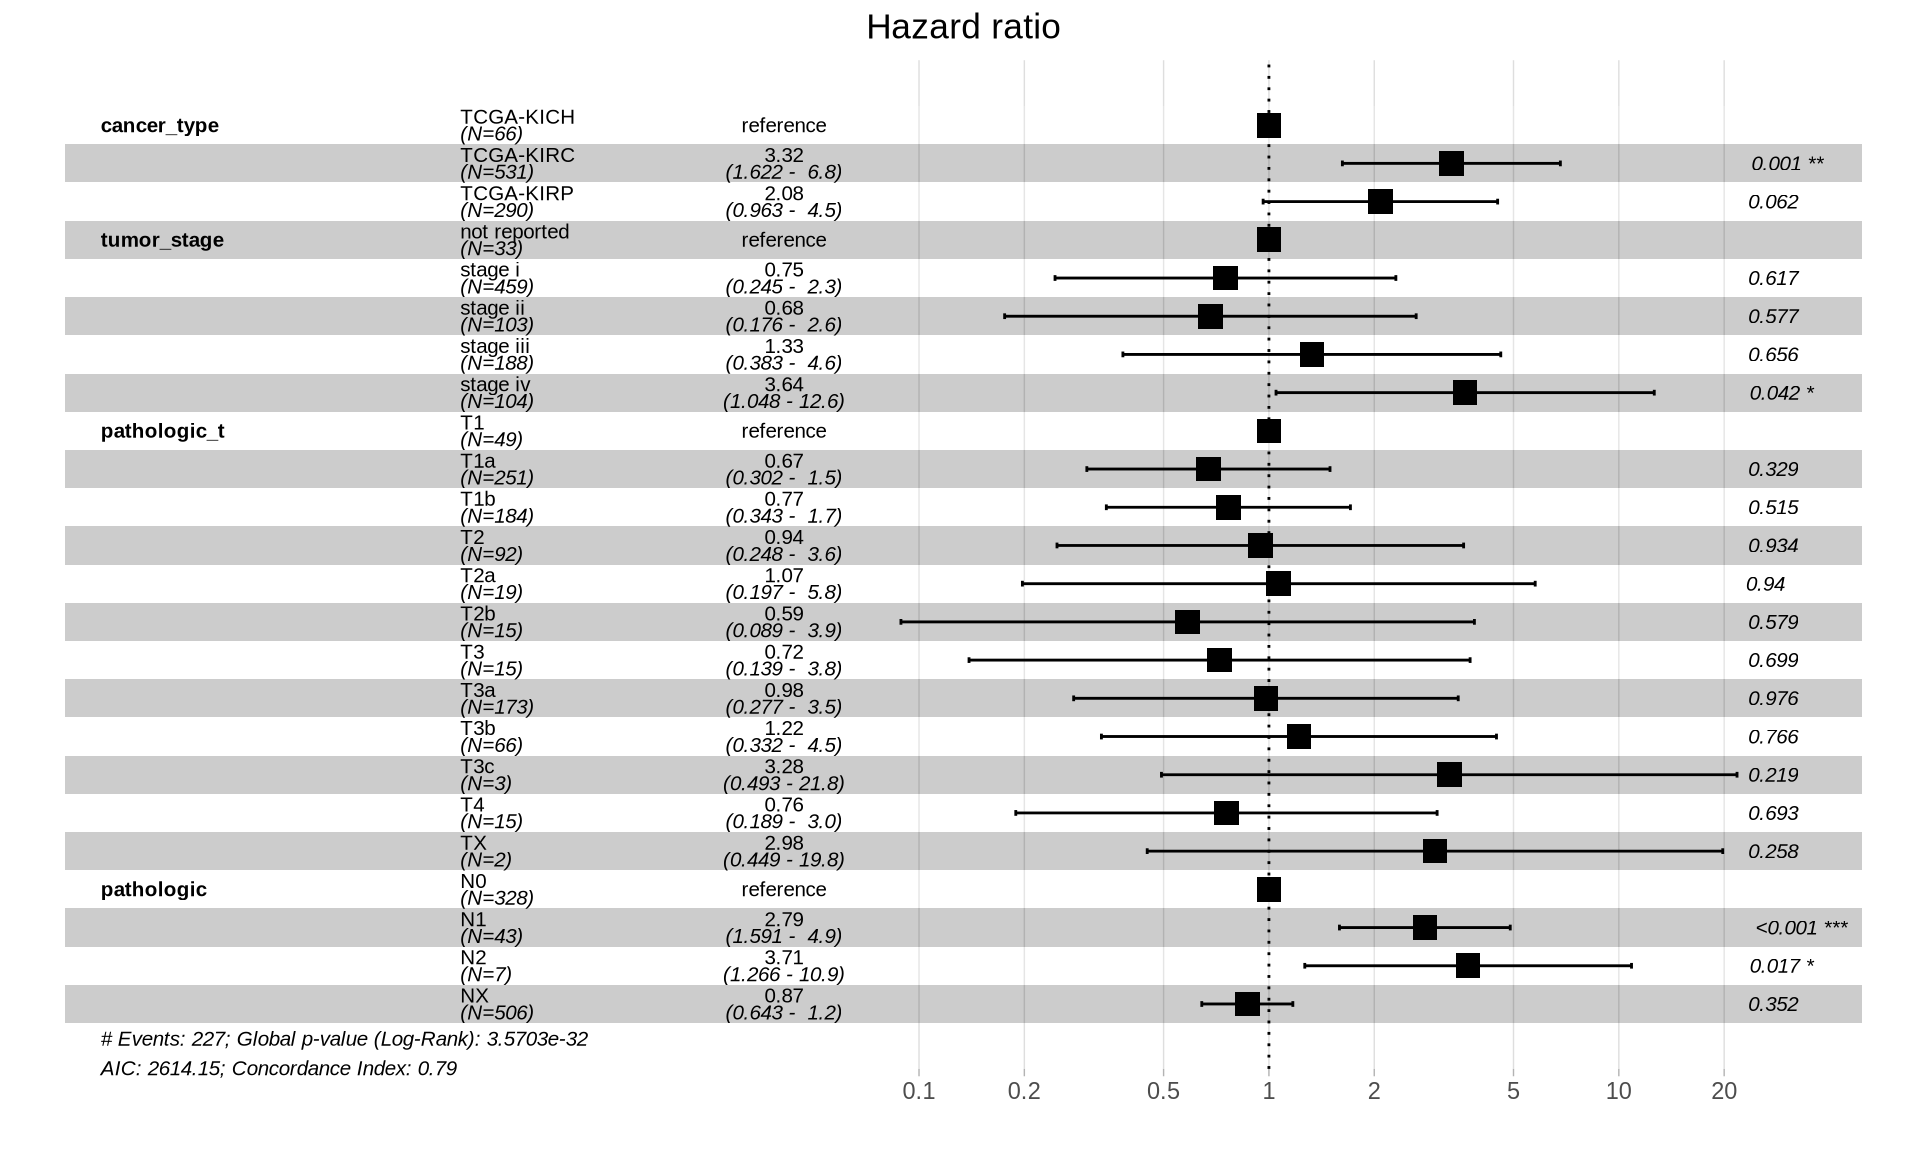 Hazard ratio
cancer_type TCGA-KICH (N=66) reference
TCGA-KIRC (N=531) 3.32 (1.622 - 6.8) 0.001 **
TCGA-KIRP (N=290) 2.08 (0.963 - 4.5) 0.062
tumor_stage not reported (N=33) reference
stage i (N=459) 0.75 (0.245 - 2.3) 0.617
stage ii (N=103) 0.68 (0.176 - 2.6) 0.577
stage iii (N=188) 1.33 (0.383 - 4.6) 0.656
stage iv (N=104) 3.64 (1.048 - 12.6) 0.042 *
pathologic_t T1 (N=49) reference
T1a (N=251) 0.67 (0.302 - 1.5) 0.329
T1b (N=184) 0.77 (0.343 - 1.7) 0.515
T2 (N=92) 0.94 (0.248 - 3.6) 0.934
T2a (N=19) 1.07 (0.197 - 5.8) 0.94
T2b (N=15) 0.59 (0.089 - 3.9) 0.579
T3 (N=15) 0.72 (0.139 - 3.8) 0.699
T3a (N=173) 0.98 (0.277 - 3.5) 0.976
T3b (N=66) 1.22 (0.332 - 4.5) 0.766
T3c (N=3) 3.28 (0.493 - 21.8) 0.219
T4 (N=15) 0.76 (0.189 - 3.0) 0.693
TX (N=2) 2.98 (0.449 - 19.8) 0.258
pathologic N0 (N=328) reference
N1 (N=43) 2.79 (1.591 - 4.9) <0.001 ***
N2 (N=7) 3.71 (1.266 - 10.9) 0.017 *
NX (N=506) 0.87 (0.643 - 1.2) 0.352
# Events: 227; Global p-value (Log-Rank): 3.5703e-32
AIC: 2614.15; Concordance Index: 0.79
0.1 0.2 0.5 1 2 5 10 20